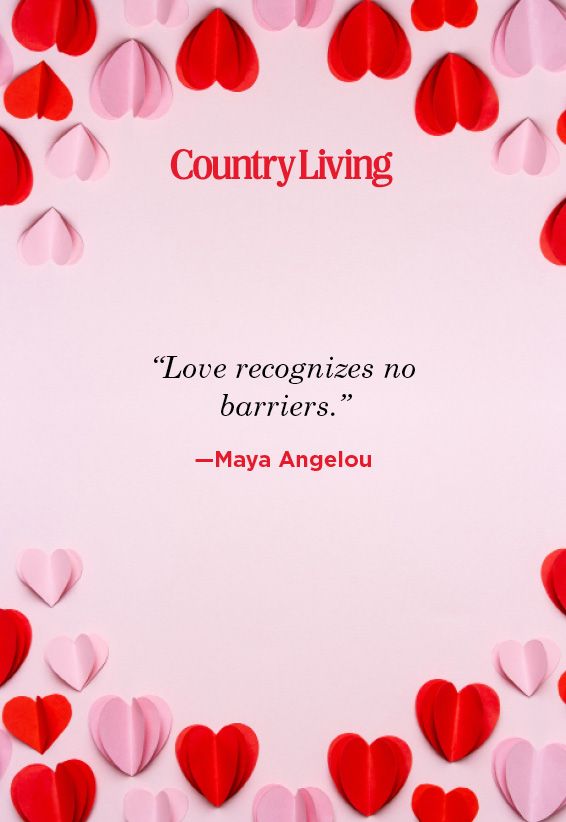 Country Living
“Love recognizes no
barriers.”
—Maya Angelou